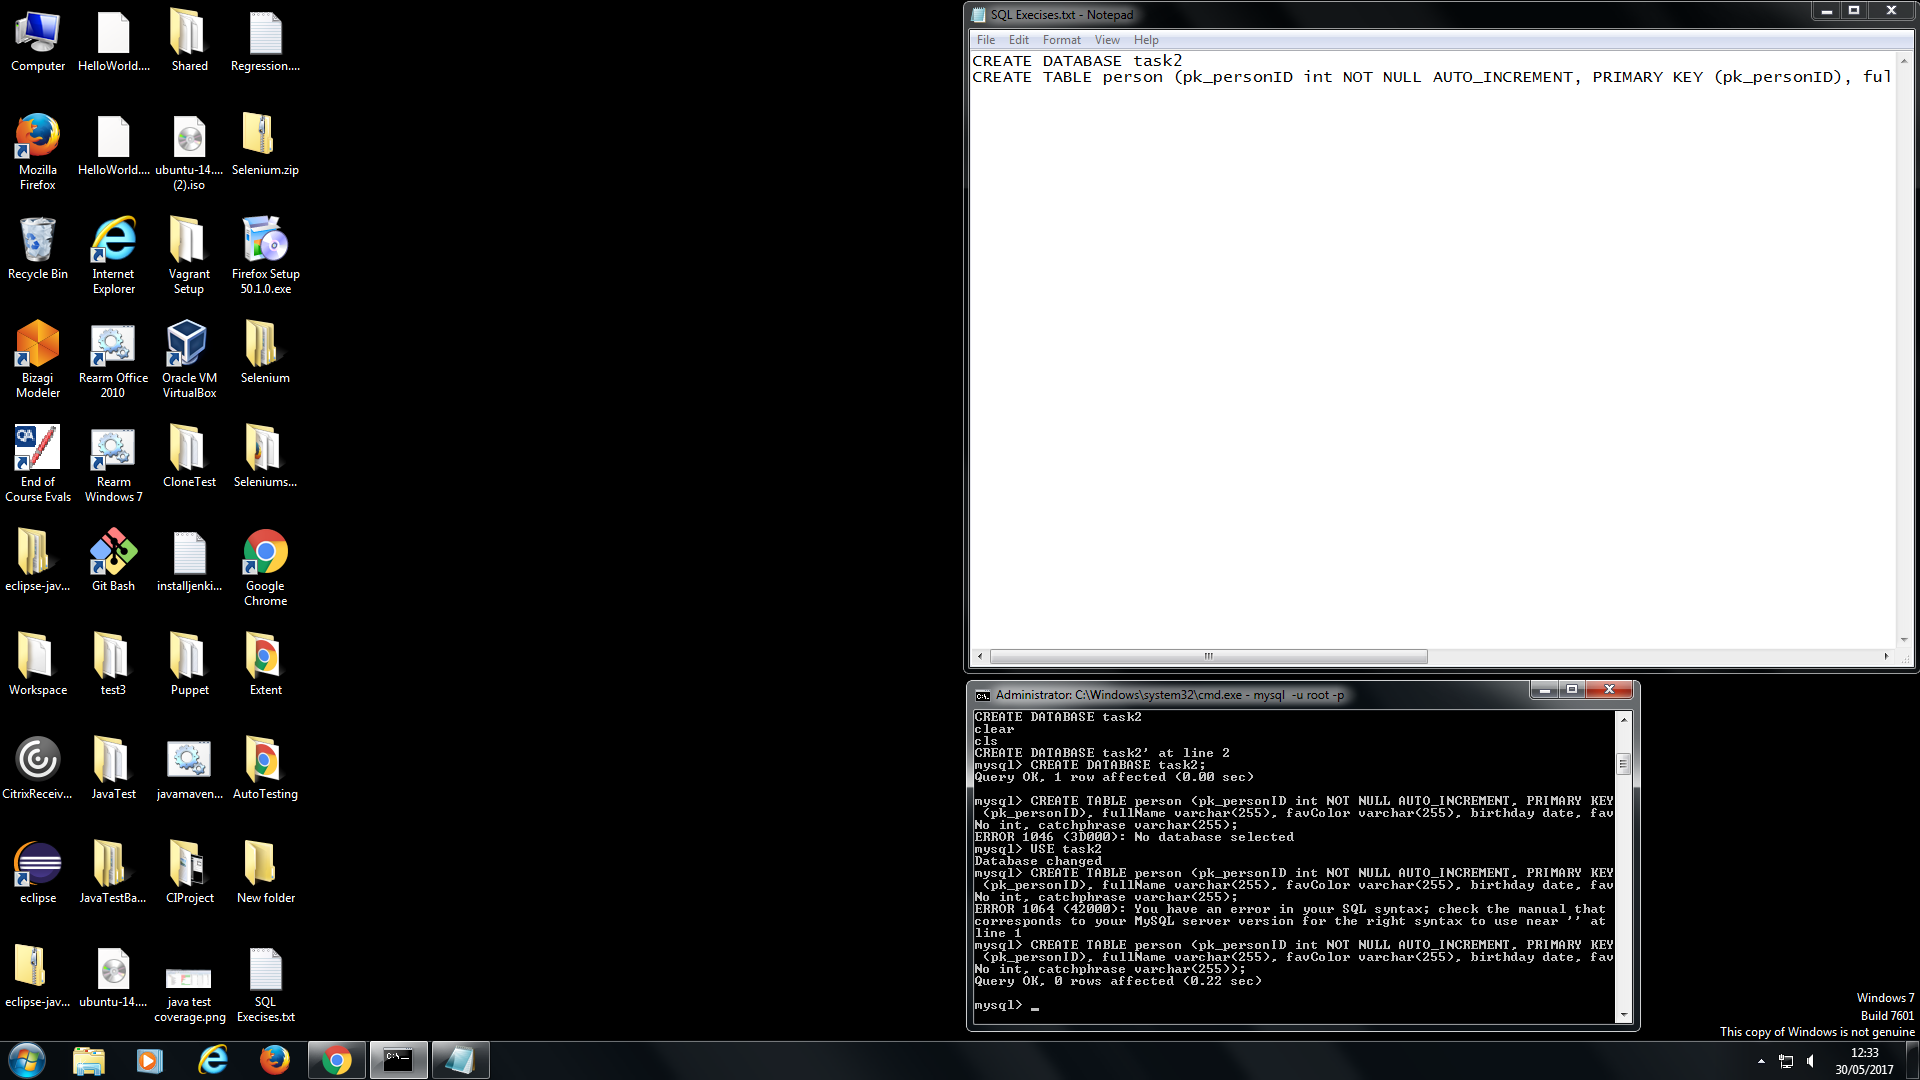 Computer
HelloWorld....
Shared
Regression....
Mozilla
Firefox
HelloWorld....
ubuntu-14....
(2).iso
Selenium.zip
Recycle Bin
Internet
Explorer
Vagrant
Setup
Firefox Setup
50.1.0.exe
Bizagi
Modeler
Rearm Office
2010
Oracle VM
VirtualBox
Selenium
QA
End of
Course Evals
Rearm
Windows 7
CloneTest
Seleniums...
eclipse-jav...
Git Bash
installjenki...
Google
Chrome
Workspace
test3
Puppet
Extent
CitrixReceiv...
JavaTest
javamaven...
AutoTesting
eclipse
JavaTestBa...
CIProject
New folder
eclipse-jav...
ubuntu-14....
java test
coverage.png
SQL
Execises.txt
SQL Execises.txt - Notepad
File Edit Format View Help
CREATE DATABASE task2
CREATE TABLE person (pk_personID int NOT NULL AUTO_INCREMENT, PRIMARY KEY (pk_personID), ful
Administrator: C:\Windows\system32\cmd.exe - mysql -u root -p
CREATE DATABASE task2
clear
cls
CREATE DATABASE task2' at line 2
mysql> CREATE DATABASE task2;
Query OK, 1 row affected (0.00 sec)
mysql> CREATE TABLE person (pk_personID int NOT NULL AUTO_INCREMENT, PRIMARY KEY
(pk_personID), fullName varchar(255), favColor varchar(255), birthday date, fav
No int, catchphrase varchar(255);
ERROR 1046 (3D000): No database selected
mysql> USE task2
Database changed
mysql> CREATE TABLE person (pk_personID int NOT NULL AUTO_INCREMENT, PRIMARY KEY
(pk_personID), fullName varchar(255), favColor varchar(255), birthday date, fav
No int, catchphrase varchar(255);
ERROR 1064 (42000): You have an error in your SQL syntax; check the manual that
corresponds to your MySQL server version for the right syntax to use near '' at
line 1
mysql> CREATE TABLE person (pk_personID int NOT NULL AUTO_INCREMENT, PRIMARY KEY
(pk_personID), fullName varchar(255), favColor varchar(255), birthday date, fav
No int, catchphrase varchar(255));
Query OK, 0 rows affected (0.22 sec)
mysql> _
Windows 7
Build 7601
This copy of Windows is not genuine
12:33
30/05/2017